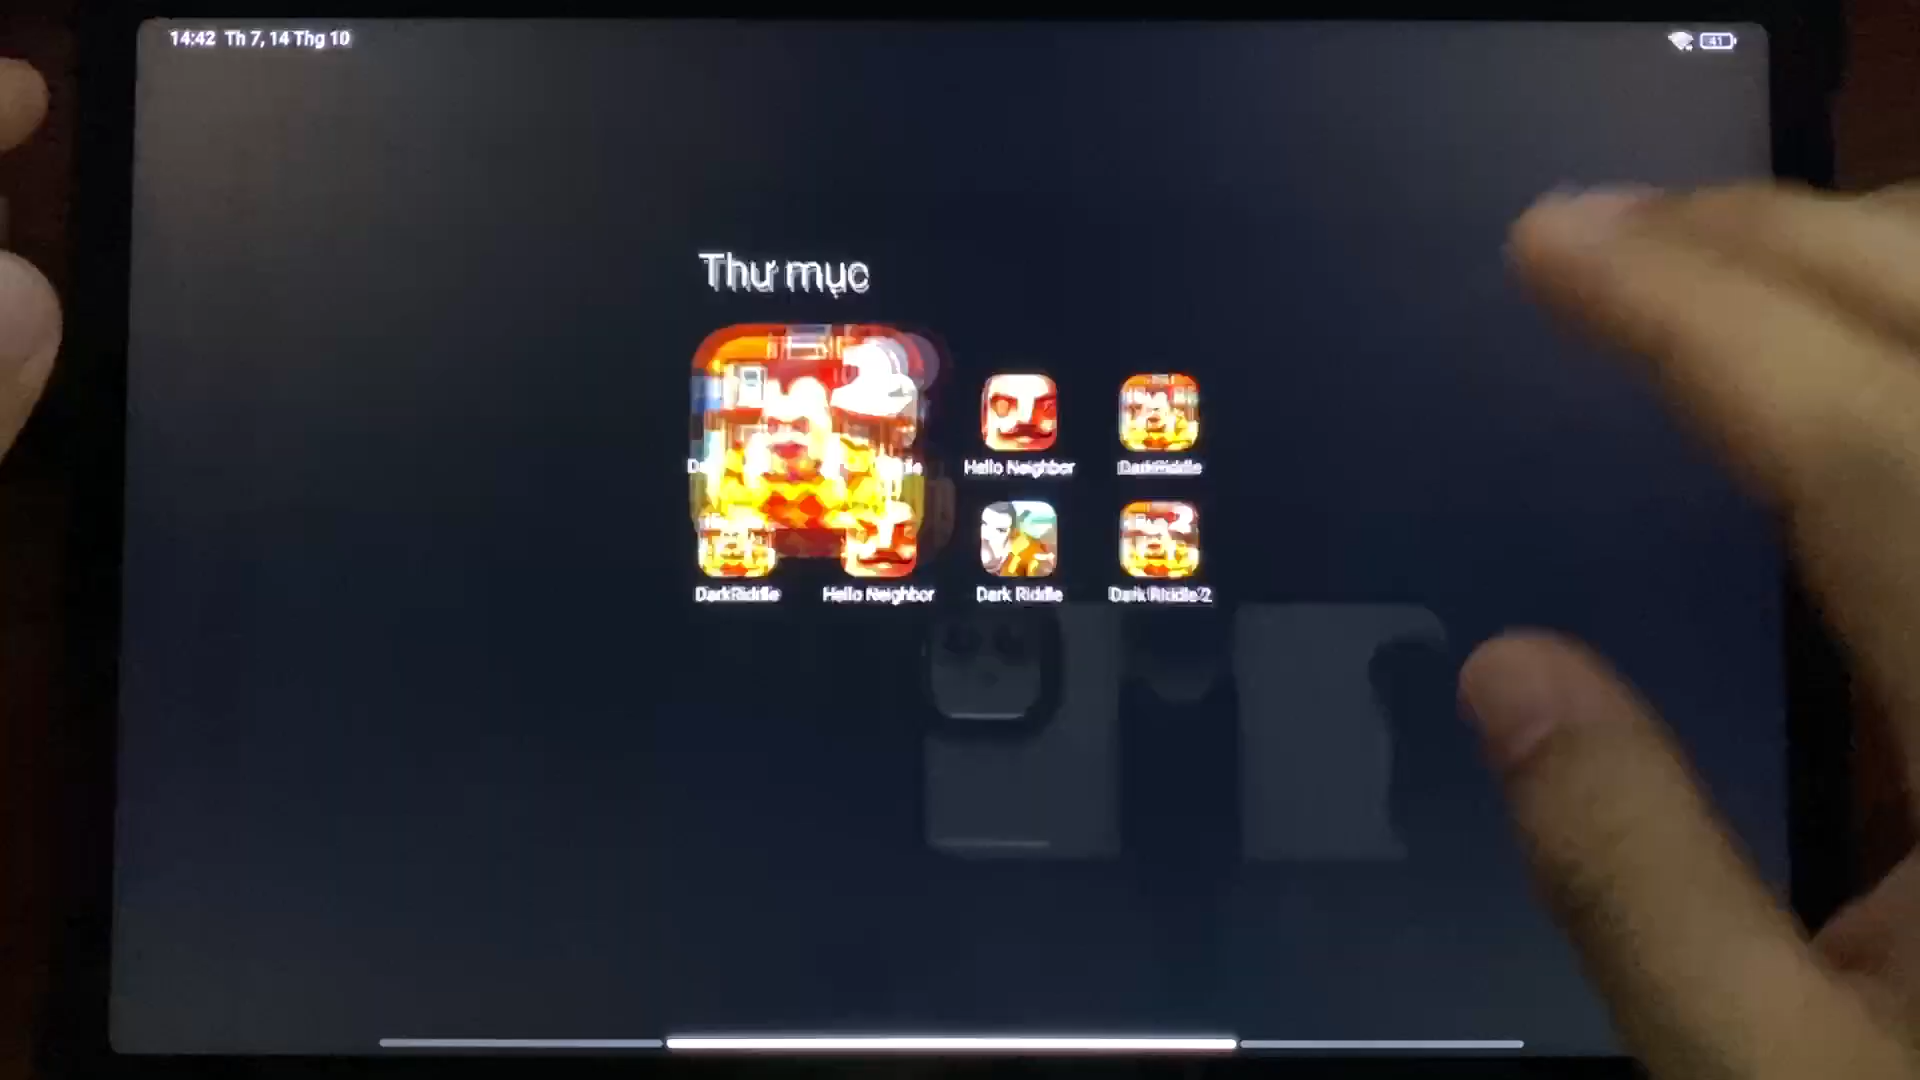 14:42 Th 7, 14 Thg 10
41
Thư mục
Hello Neighbor
DarkRiddle
DarkRiddle
Hello Neighbor
Dark Riddle
Dark Riddle 2